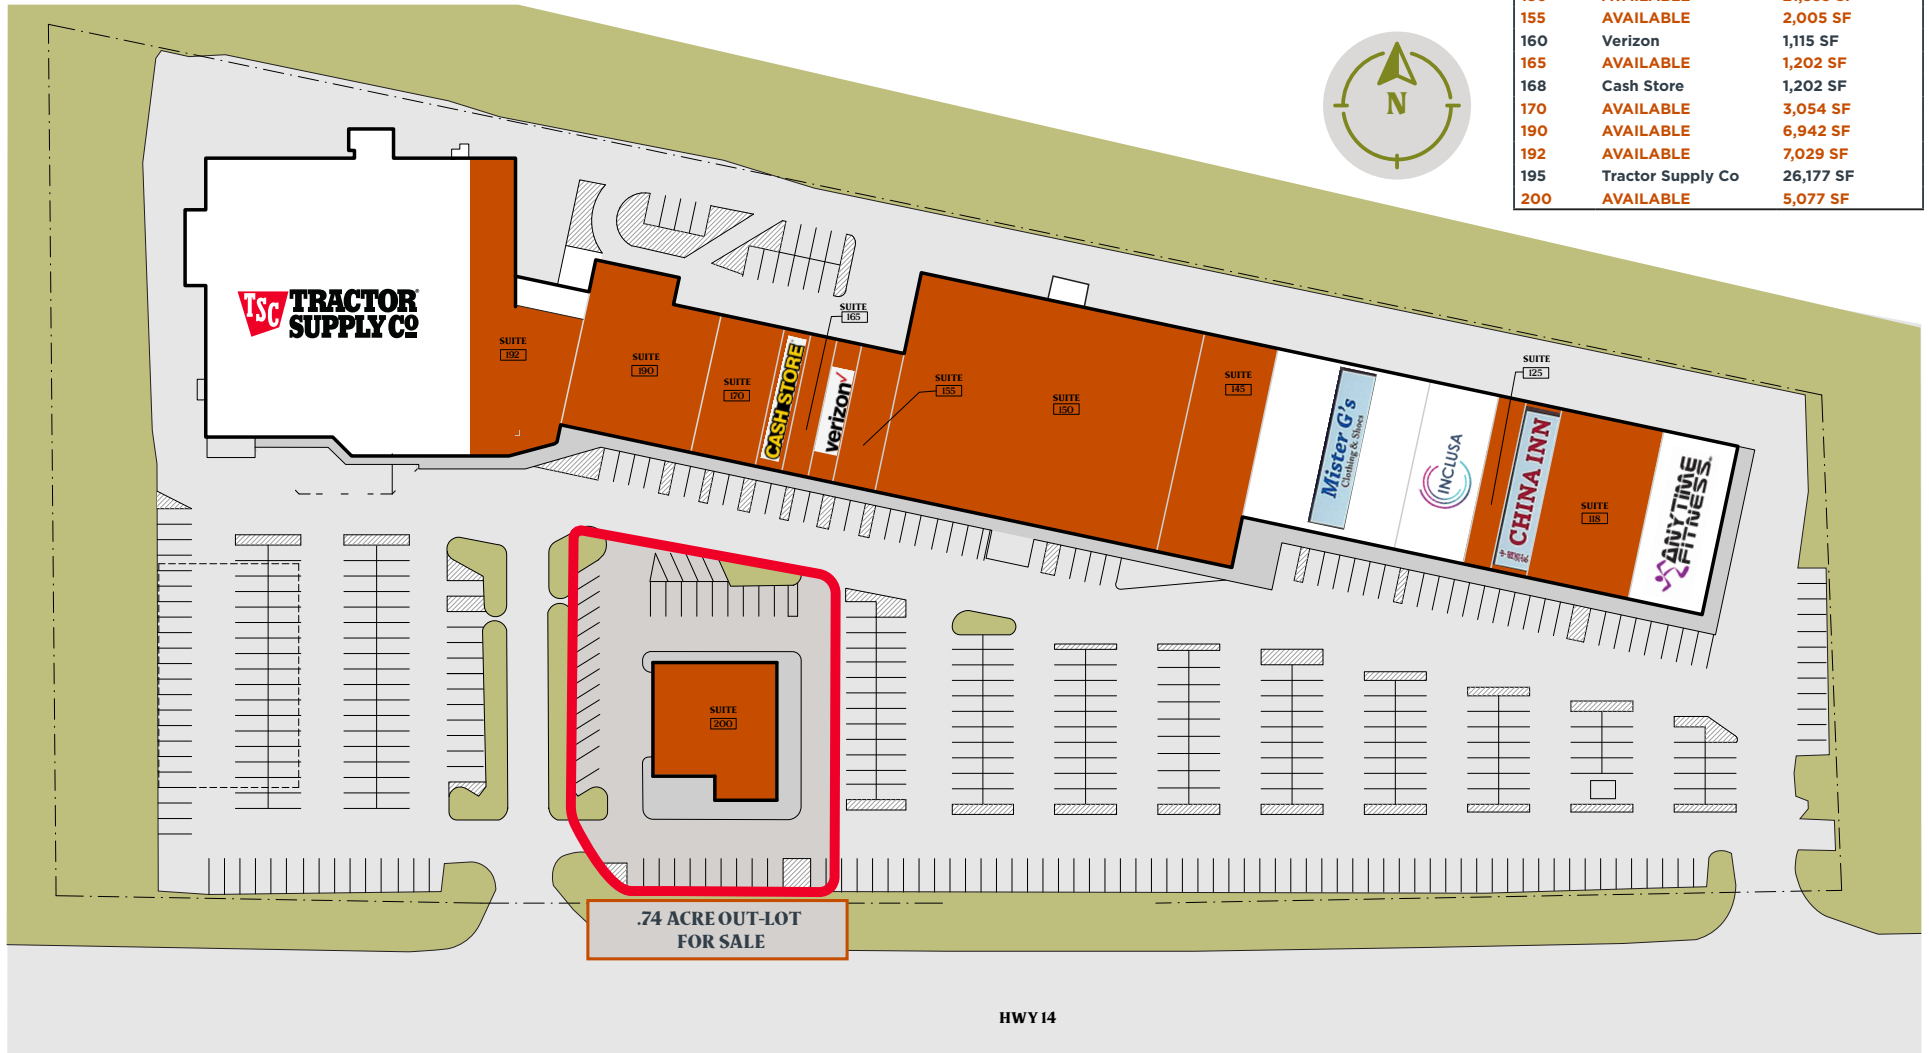 155 AVAILABLE 2,005 SF
160 Verizon 1,115 SF
165 AVAILABLE 1,202 SF
168 Cash Store 1,202 SF
170 AVAILABLE 3,054 SF
190 AVAILABLE 6,942 SF
192 AVAILABLE 7,029 SF
195 Tractor Supply Co 26,177 SF
200 AVAILABLE 5,077 SF
N
TSC TRACTOR
SUPPLY CO
SUITE
192
SUITE
190
SUITE
170
CASH STORE
SUITE
165
verizon
SUITE
155
SUITE
150
SUITE
145
Mister G's
Clothing & Shoes
INCLUSA
SUITE
125
CHINA INN
SUITE
118
ANYTIME
FITNESS.
SUITE
200
.74 ACRE OUT-LOT
FOR SALE
HWY 14